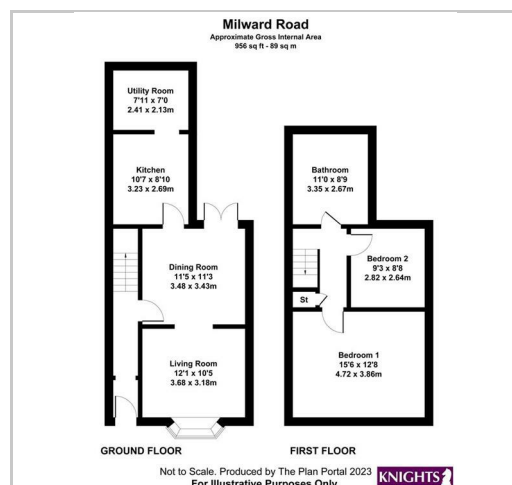 Milward Road
Approximate Gross Internal Area
956 sq ft - 89 sq m
Utility Room
7'11 x 7'0
2.41 x 2.13m
Kitchen
10'7 x 8'10
3.23 x 2.69m
Dining Room
11'5 x 11'3
3.48 x 3.43m
Living Room
12'1 x 10'5
3.68 x 3.18m
GROUND FLOOR
Bathroom
11'0 x 8'9
3.35 x 2.67m
Bedroom 2
9'3 x 8'8
2.82 x 2.64m
St
Bedroom 1
15'6 x 12'8
4.72 x 3.86m
FIRST FLOOR
Not to Scale. Produced by The Plan Portal 2023
For Illustrative Purposes Only
KNIGHTS